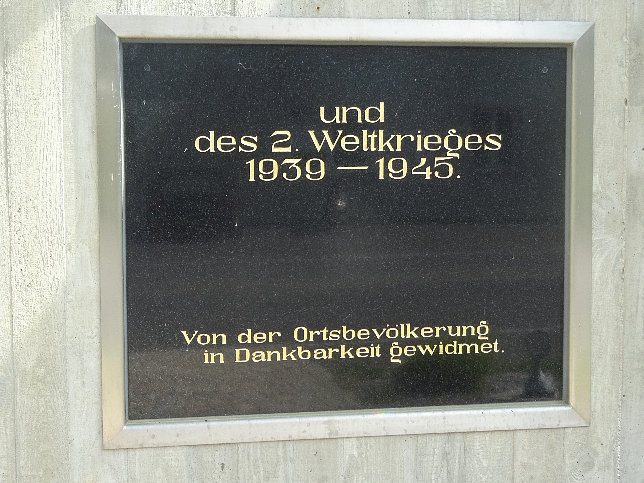 und
des 2. Weltkrieges
1939 — 1945.
Von der Ortsbevölkerung
in Dankbarkeit gewidmet.